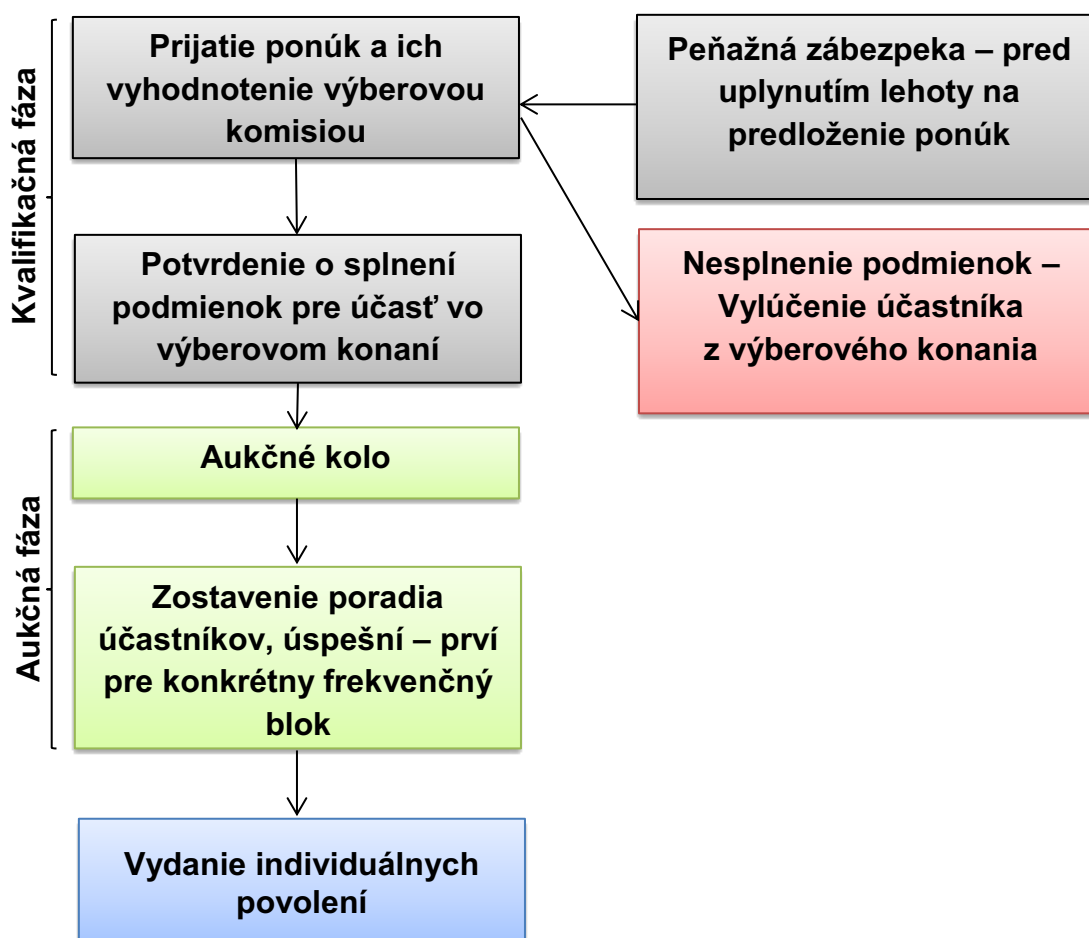 Kvalifikačná fáza
Prijatie ponúk a ich
vyhodnotenie výberovou
komisiou
Peňažná zábezpeka – pred
uplynutím lehoty na
predloženie ponúk
Potvrdenie o splnení
podmienok pre účasť vo
výberovom konaní
Nesplnenie podmienok –
Vylúčenie účastníka
z výberového konania
Aukčná fáza
Aukčné kolo
Zostavenie poradia
účastníkov, úspešní – prví
pre konkrétny frekvenčný
blok
Vydanie individuálnych
povolení